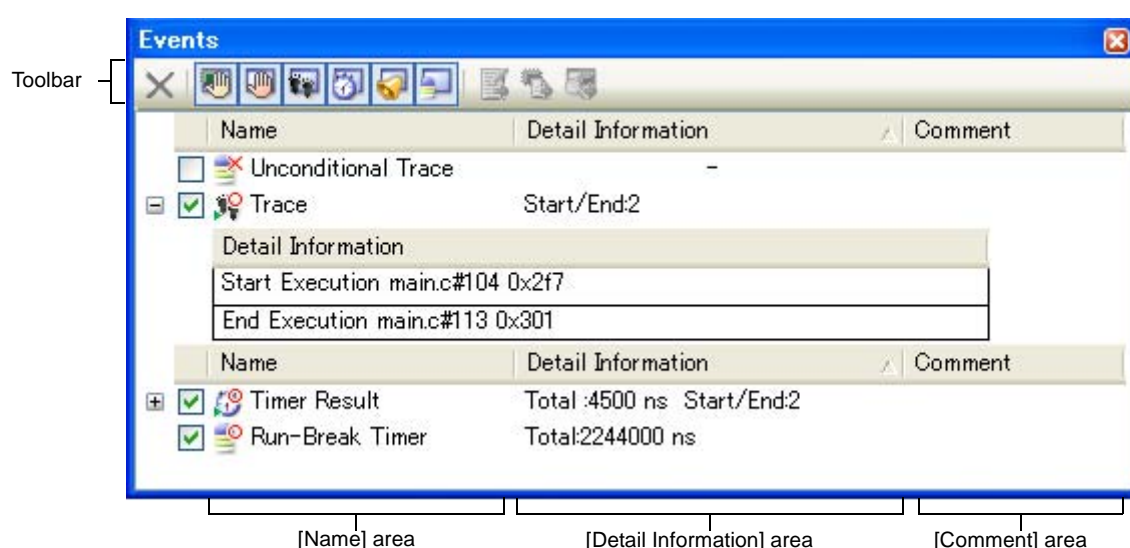 Events
Toolbar
Name Detail Information Comment
Unconditional Trace -
Trace Start/End:2
Detail Information
Start Execution main.c#104 0x2f7
End Execution main.c#113 0x301
Name Detail Information Comment
Timer Result Total :4500 ns Start/End:2
Run-Break Timer Total:2244000 ns
[Name] area [Detail Information] area [Comment] area